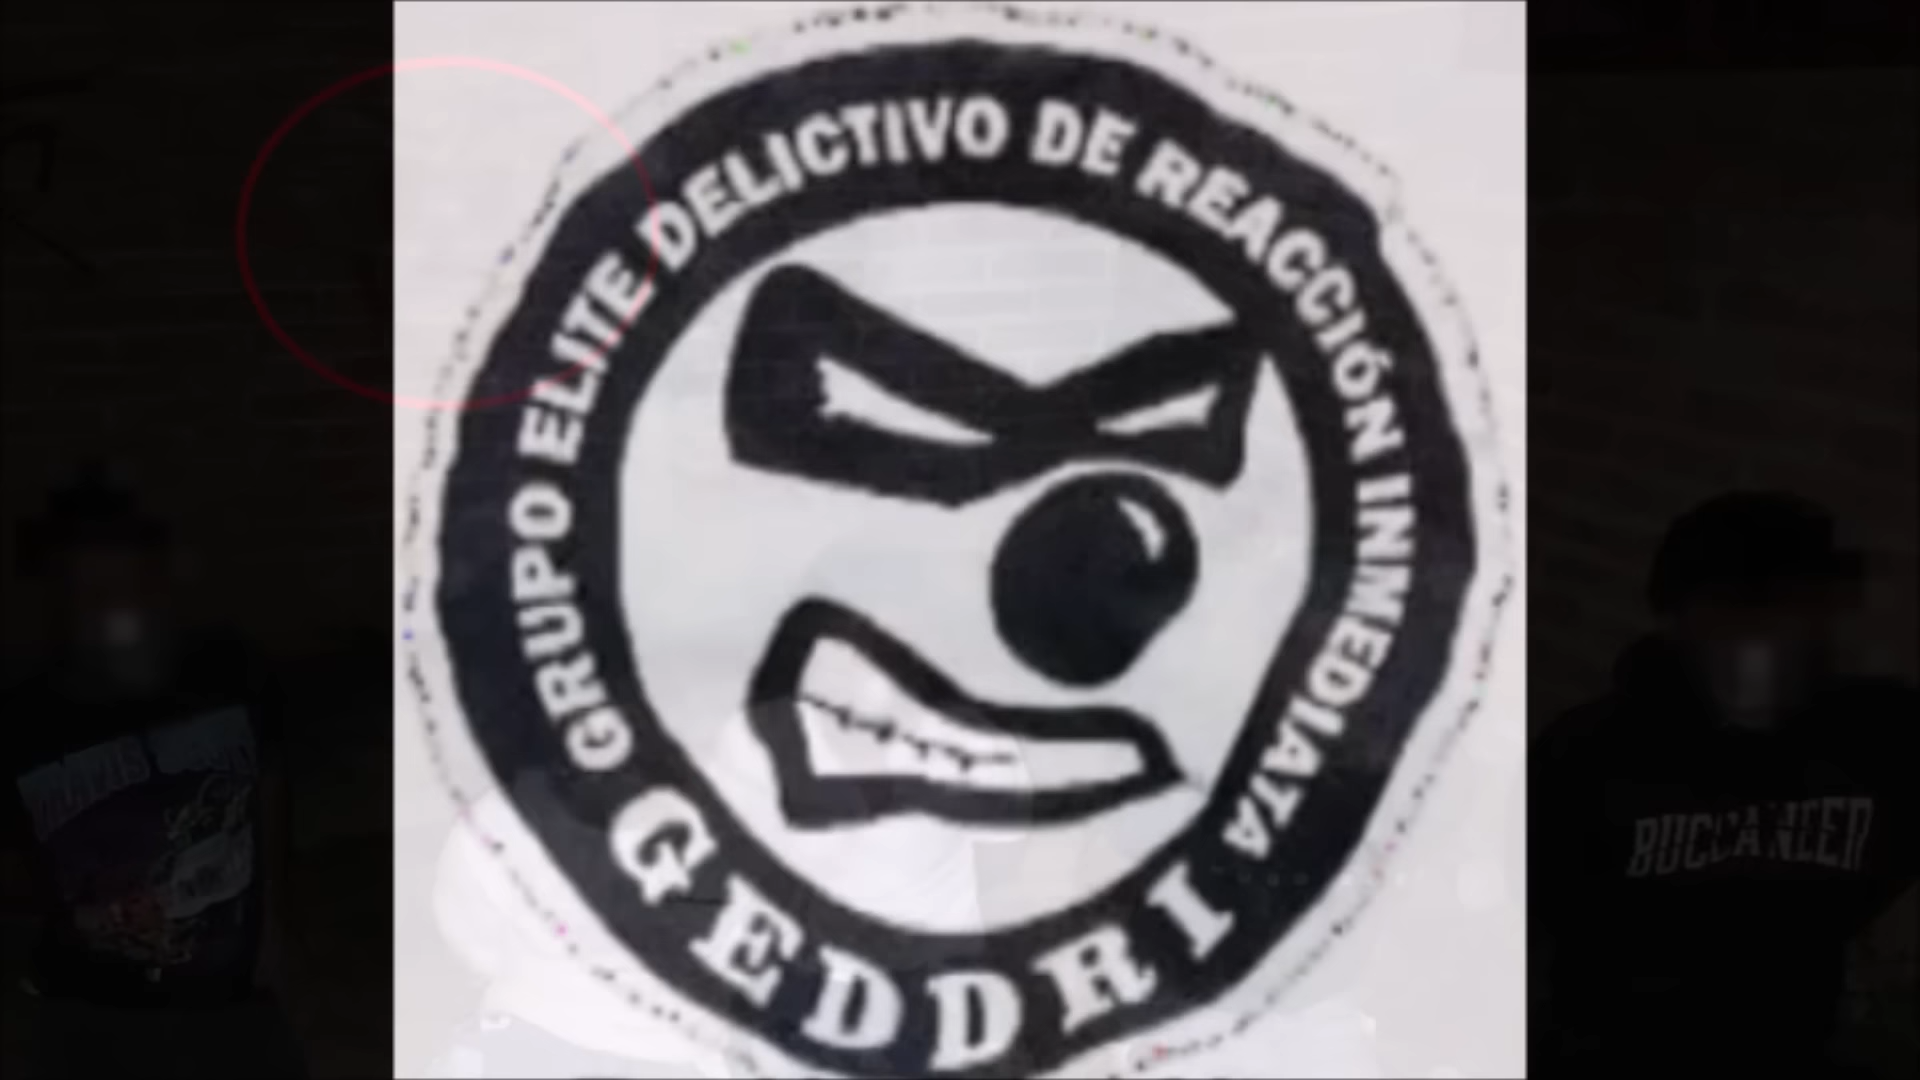 GRUPO ELITE DELICTIVO DE REACCIÓN INMEDIATA
GEDDRI
BUCCANEER